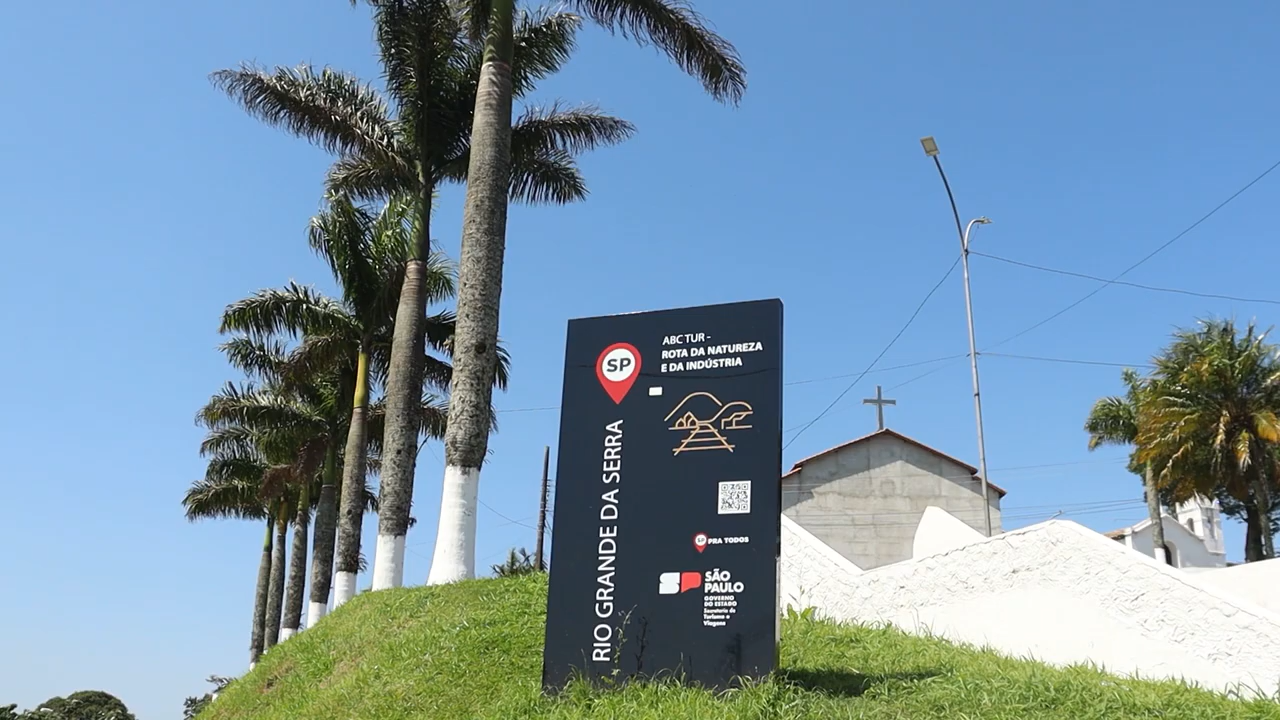 ABC TUR -
ROTA DA NATUREZA
E DA INDÚSTRIA
SP
RIO GRANDE DA SERRA
SP PRA TODOS
SP SÃO
PAULO
GOVERNO
DO ESTADO
Secretaria de
Turismo e
Viagens